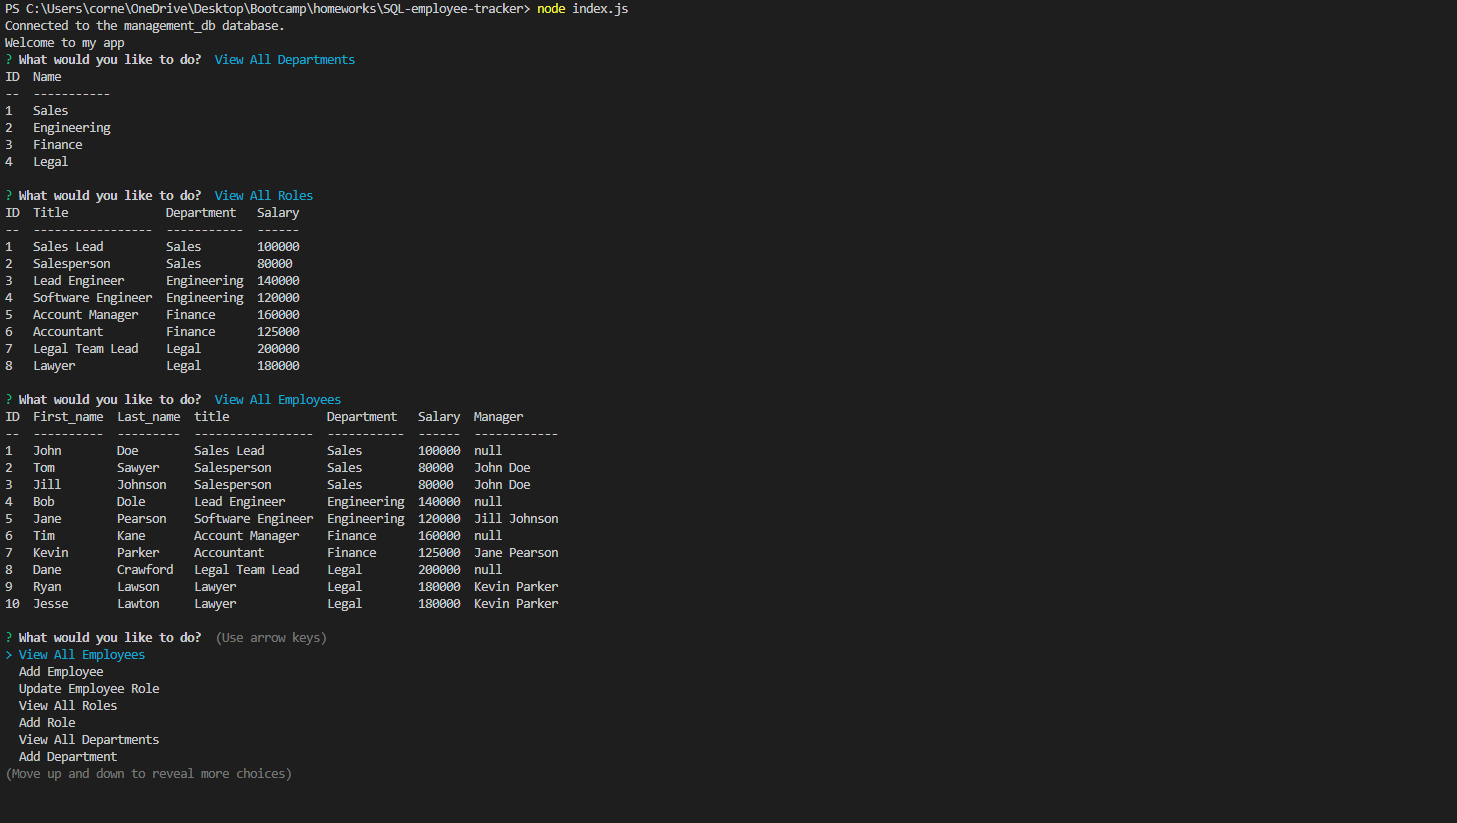 PS C:\Users\corne\OneDrive\Desktop\Bootcamp\homeworks\SQL-employee-tracker> node index.js
Connected to the management_db database.
Welcome to my app
? What would you like to do?  View All Departments
ID  Name
--  -----------
1   Sales
2   Engineering
3   Finance
4   Legal
? What would you like to do?  View All Roles
ID  Title              Department   Salary
--  -----------------  -----------  ------
1   Sales Lead         Sales        100000
2   Salesperson        Sales        80000
3   Lead Engineer      Engineering  140000
4   Software Engineer  Engineering  120000
5   Account Manager    Finance      160000
6   Accountant         Finance      125000
7   Legal Team Lead    Legal        200000
8   Lawyer             Legal        180000
? What would you like to do?  View All Employees
ID  First_name  Last_name  title              Department   Salary  Manager
--  ----------  ---------  -----------------  -----------  ------  ------------
1   John        Doe        Sales Lead         Sales        100000  null
2   Tom         Sawyer     Salesperson        Sales        80000   John Doe
3   Jill        Johnson    Salesperson        Sales        80000   John Doe
4   Bob         Dole       Lead Engineer      Engineering  140000  null
5   Jane        Pearson    Software Engineer  Engineering  120000  Jill Johnson
6   Tim         Kane       Account Manager    Finance      160000  null
7   Kevin       Parker     Accountant         Finance      125000  Jane Pearson
8   Dane        Crawford   Legal Team Lead    Legal        200000  null
9   Ryan        Lawson     Lawyer             Legal        180000  Kevin Parker
10  Jesse       Lawton     Lawyer             Legal        180000  Kevin Parker
? What would you like to do?  (Use arrow keys)
> View All Employees
  Add Employee
  Update Employee Role
  View All Roles
  Add Role
  View All Departments
  Add Department
(Move up and down to reveal more choices)